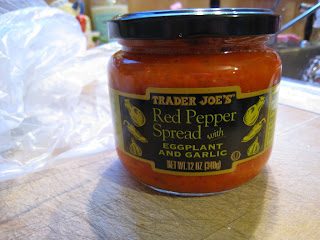 TRADER JOE'S
Red Pepper
Spread with
EGGPLANT
AND GARLIC
NET WT. 12 OZ (340g)